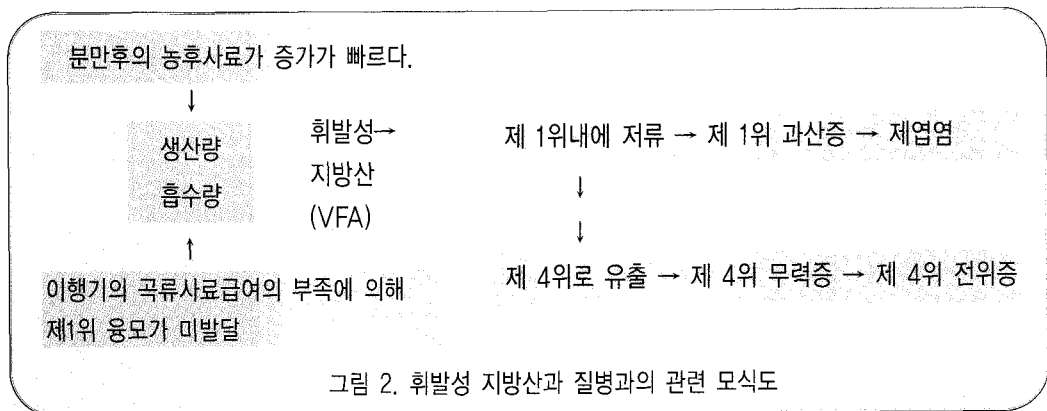 분만후의 농후사료가 증가가 빠르다.
↓
생산량
흡수량
↑
이행기의 곡류사료급여의 부족에 의해
제1위 융모가 미발달
휘발성→
지방산
(VFA)
제 1위내에 저류 → 제 1위 과산증 → 제엽염
↓
↓
제 4위로 유출 → 제 4위 무력증 → 제 4위 전위증
그림 2. 휘발성 지방산과 질병과의 관련 모식도